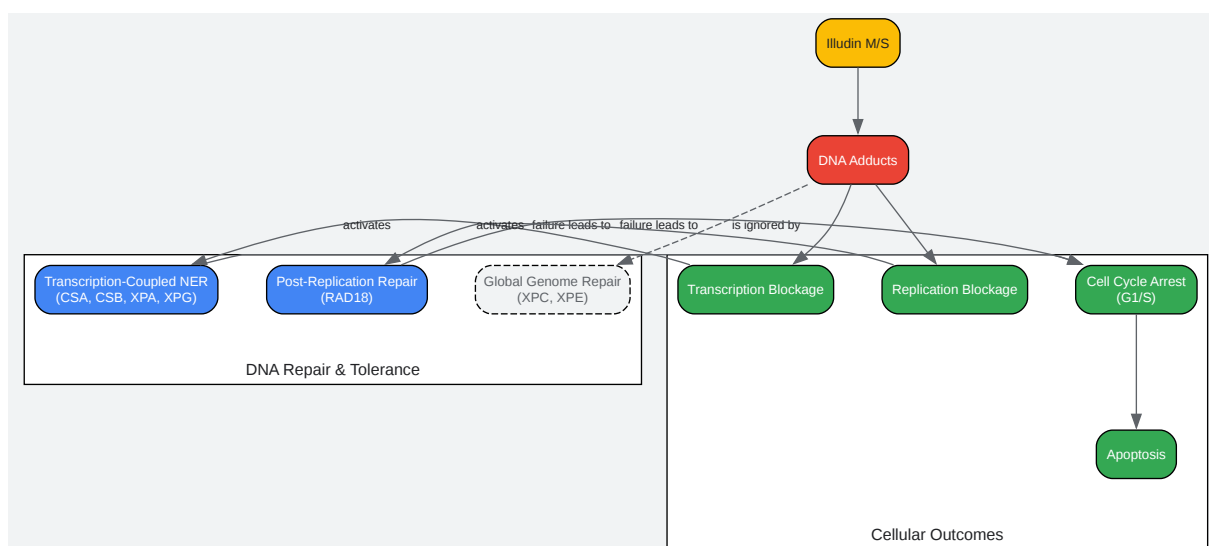 Illudin M/S
DNA Adducts
activates
activates
failure leads to
failure leads to
is ignored by
Transcription-Coupled NER
(CSA, CSB, XPA, XPG)
Post-Replication Repair
(RAD18)
Global Genome Repair
(XPC, XPE)
Transcription Blockage
Replication Blockage
Cell Cycle Arrest
(G1/S)
DNA Repair & Tolerance
Apoptosis
Cellular Outcomes